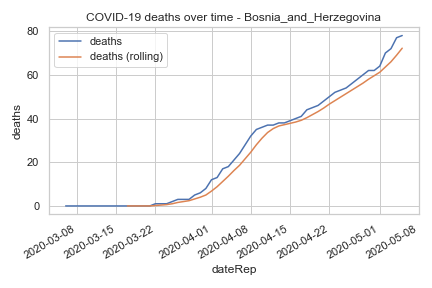 COVID-19 deaths over time - Bosnia_and_Herzegovina
80
60
40
20
0
deaths
deaths
deaths (rolling)
2020-03-08
2020-03-15
2020-03-22
2020-04-01
2020-04-08
2020-04-15
2020-04-22
2020-05-01
2020-05-08
dateRep